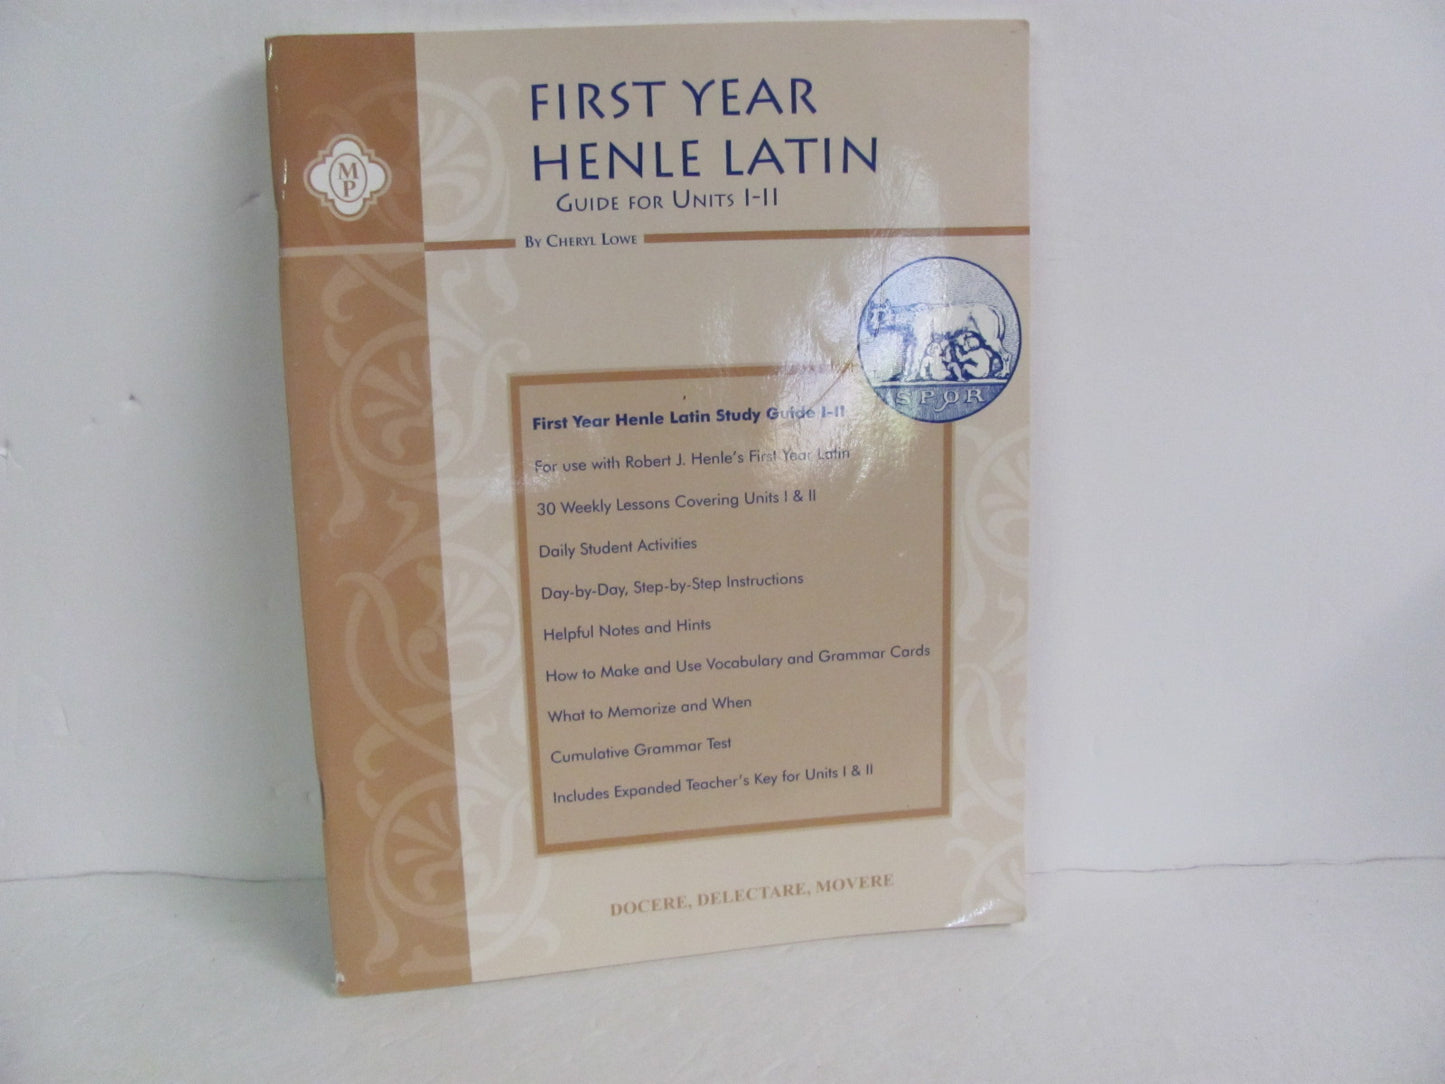 FIRST YEAR
HENLE LATIN
GUIDE FOR UNITS I-II
M
P
BY CHERYL LOWE
SPQR
First Year Henle Latin Study Guide I-II
For use with Robert J. Henle's First Year Latin
30 Weekly Lessons Covering Units I & II
Daily Student Activities
Day-by-Day, Step-by-Step Instructions
Helpful Notes and Hints
How to Make and Use Vocabulary and Grammar Cards
What to Memorize and When
Cumulative Grammar Test
Includes Expanded Teacher's Key for Units I & II
DOCERE, DELECTARE, MOVERE